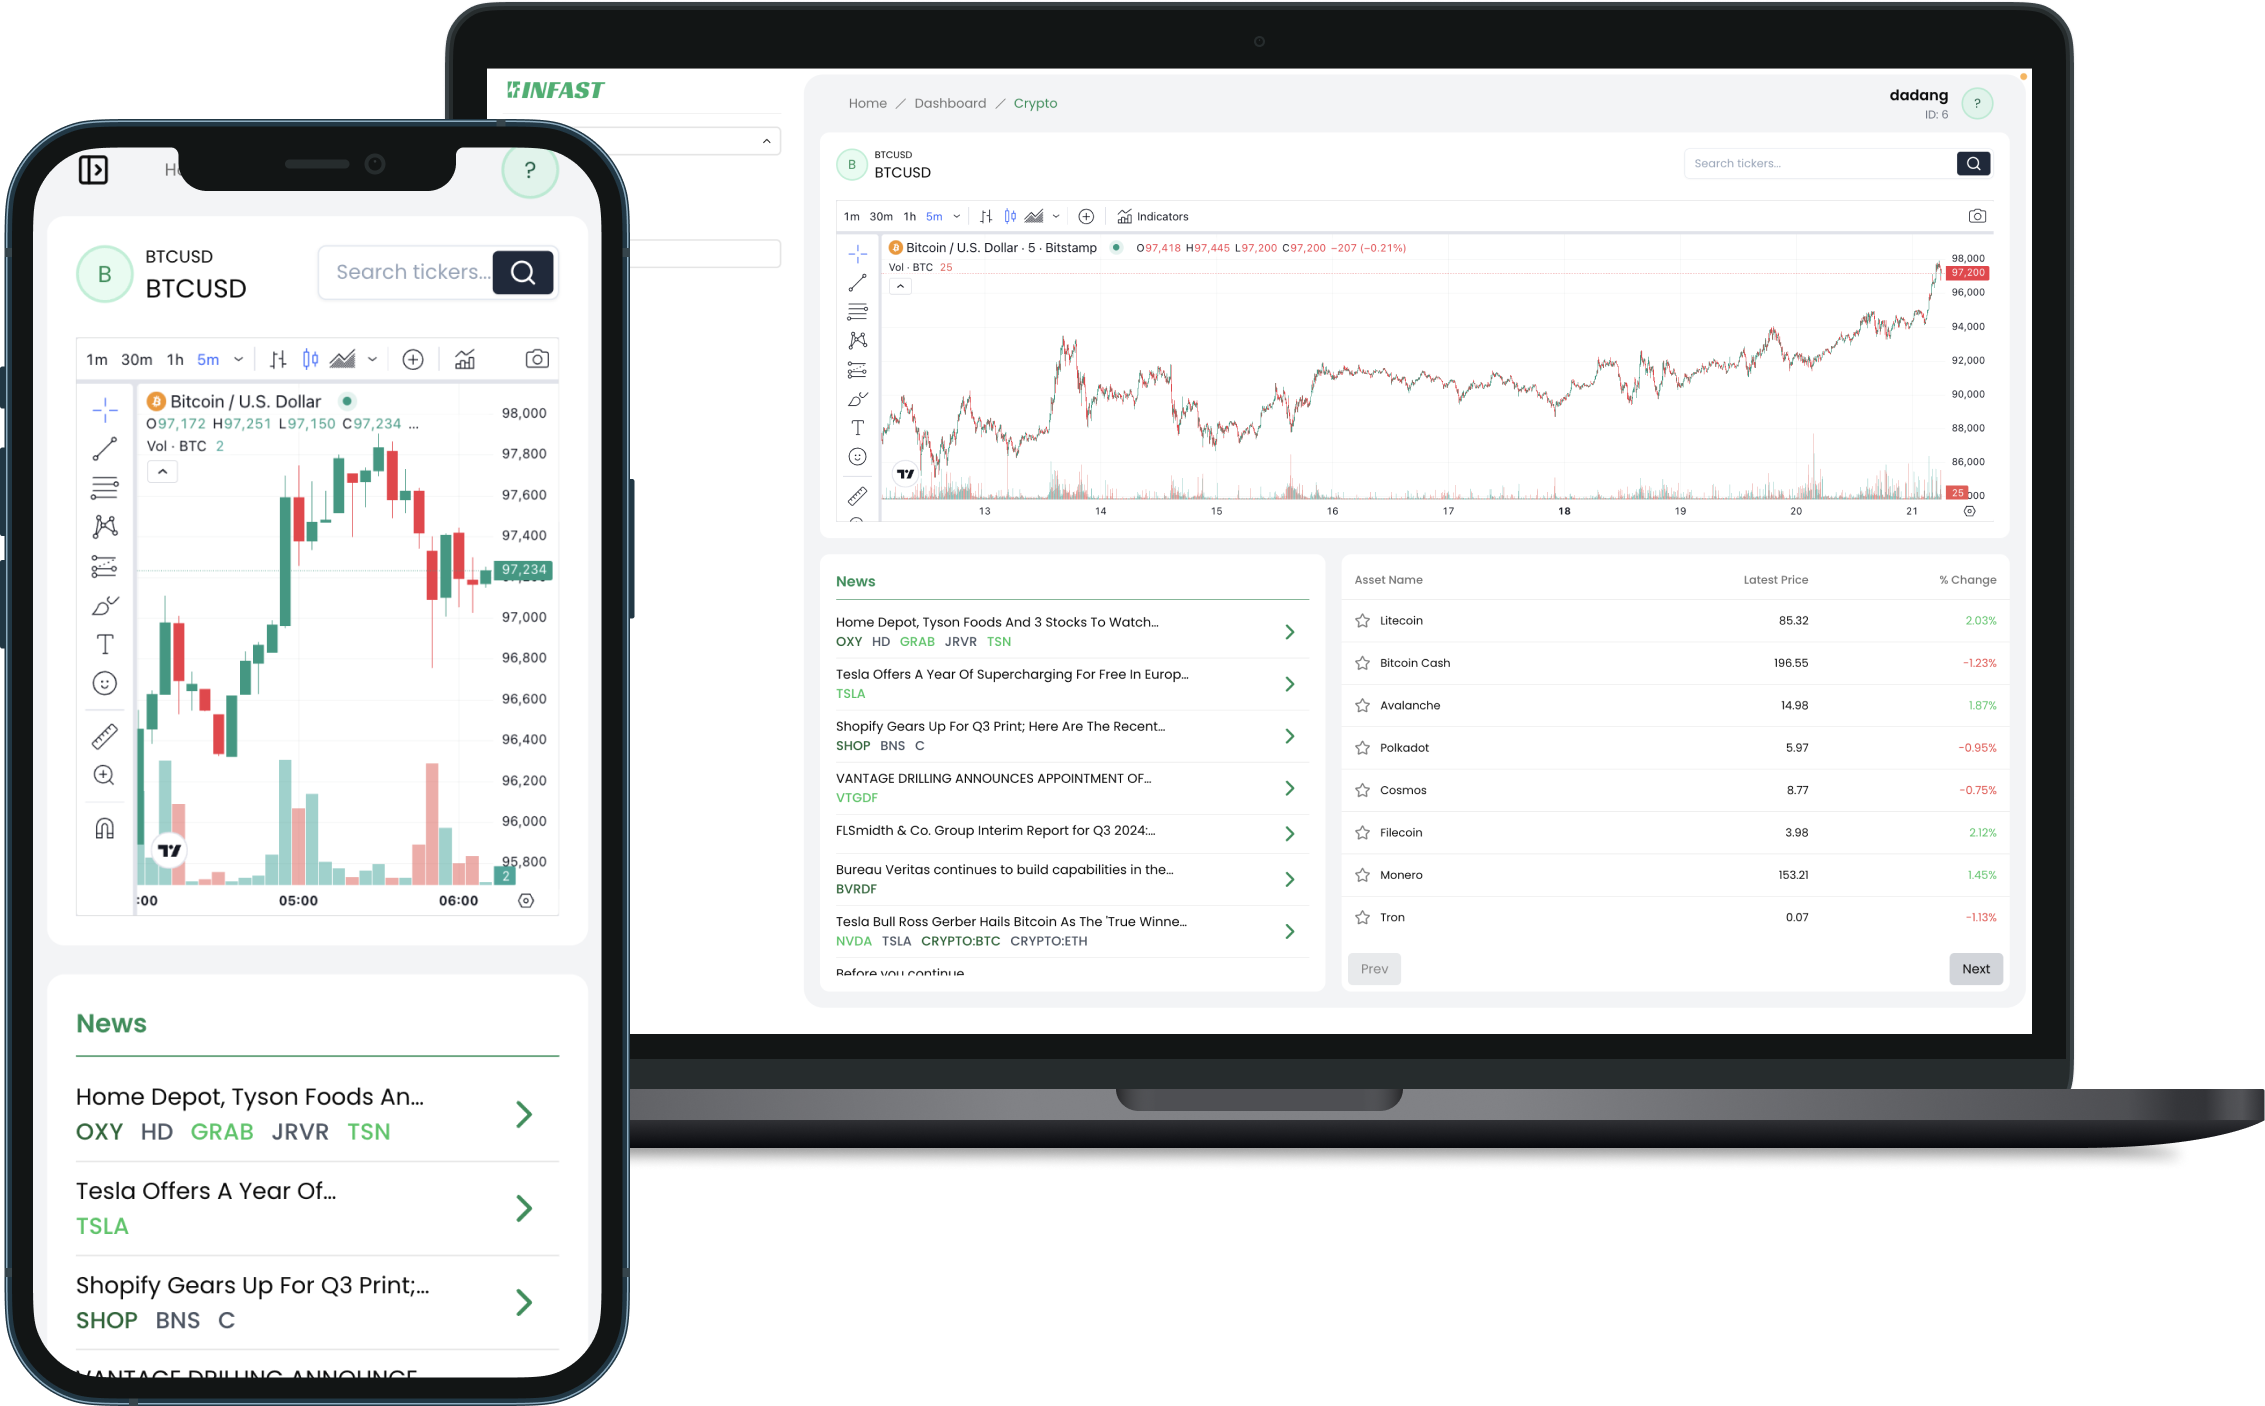 INFAST
Home / Dashboard / Crypto
dadang
ID: 6
?
B
BTCUSD
BTCUSD
Search tickers...
1m 30m 1h 5m
Indicators
Bitcoin / U.S. Dollar · 5 · Bitstamp
O97,418 H97,445 L97,200 C97,200 −207 (−0.21%)
Vol · BTC 25
98,000
97,200
96,000
94,000
92,000
90,000
88,000
86,000
25
000
13 14 15 16 17 18 19 20 21
News
Home Depot, Tyson Foods And 3 Stocks To Watch...
OXY HD GRAB JRVR TSN
Tesla Offers A Year Of Supercharging For Free In Europ...
TSLA
Shopify Gears Up For Q3 Print; Here Are The Recent...
SHOP BNS C
VANTAGE DRILLING ANNOUNCES APPOINTMENT OF...
VTGDF
FLSmidth & Co. Group Interim Report for Q3 2024:...
Bureau Veritas continues to build capabilities in the...
BVRDF
Tesla Bull Ross Gerber Hails Bitcoin As The 'True Winne...
NVDA TSLA CRYPTO:BTC CRYPTO:ETH
Before you continue
Asset Name Latest Price % Change
Litecoin 85.32 2.03%
Bitcoin Cash 196.55 -1.23%
Avalanche 14.98 1.87%
Polkadot 5.97 -0.95%
Cosmos 8.77 -0.75%
Filecoin 3.98 2.12%
Monero 153.21 1.45%
Tron 0.07 -1.13%
Prev Next
?
B
BTCUSD
BTCUSD
Search tickers...
1m 30m 1h 5m
Bitcoin / U.S. Dollar
O97,172 H97,251 L97,150 C97,234 ...
Vol · BTC 2
98,000
97,800
97,600
97,400
97,234
97,000
96,800
96,600
96,400
96,200
96,000
95,800
2
:00 05:00 06:00
News
Home Depot, Tyson Foods An...
OXY HD GRAB JRVR TSN
Tesla Offers A Year Of...
TSLA
Shopify Gears Up For Q3 Print;...
SHOP BNS C
VANTAGE DRILLING ANNOUNCE